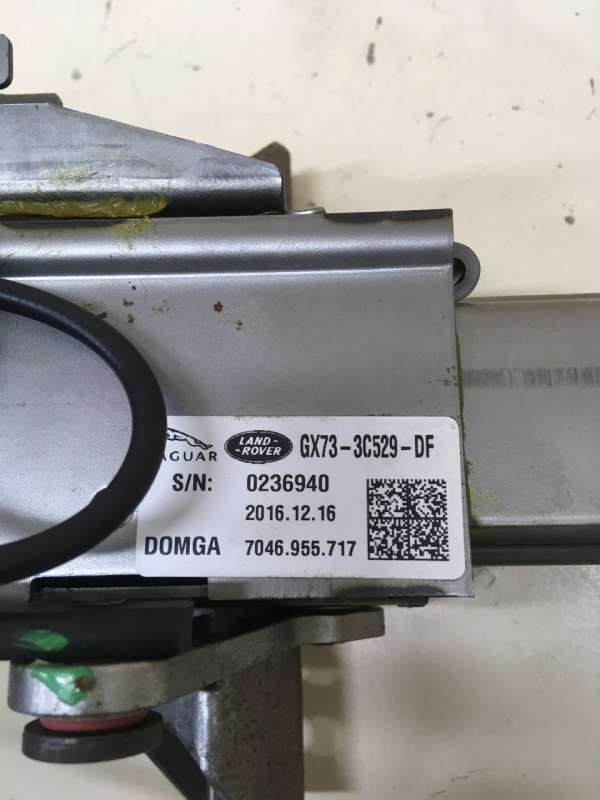 JAGUAR LAND-ROVER GX73-3C529-DF
S/N: 0236940
2016.12.16
DOMGA 7046.955.717